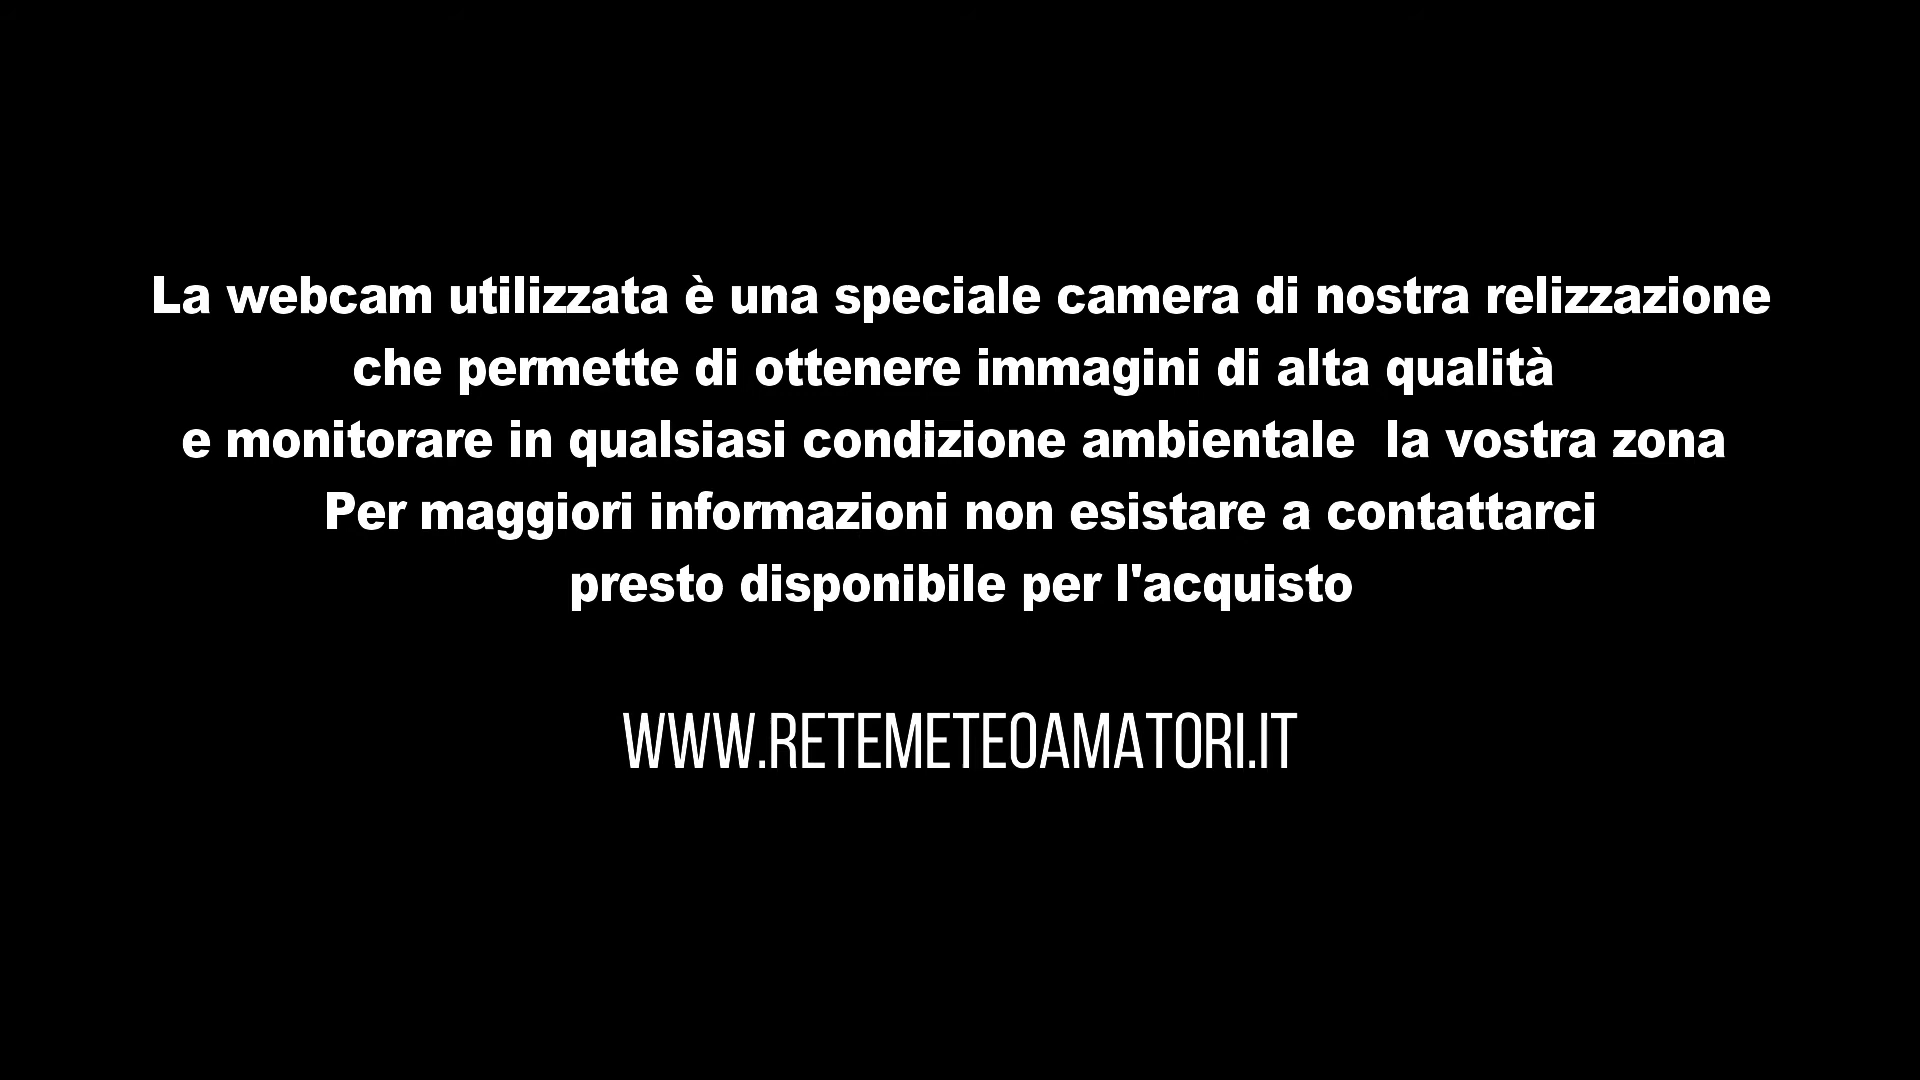 La webcam utilizzata è una speciale camera di nostra relizzazione
che permette di ottenere immagini di alta qualità
e monitorare in qualsiasi condizione ambientale  la vostra zona
Per maggiori informazioni non esistare a contattarci
presto disponibile per l'acquisto
WWW.RETEMETEOAMATORI.IT